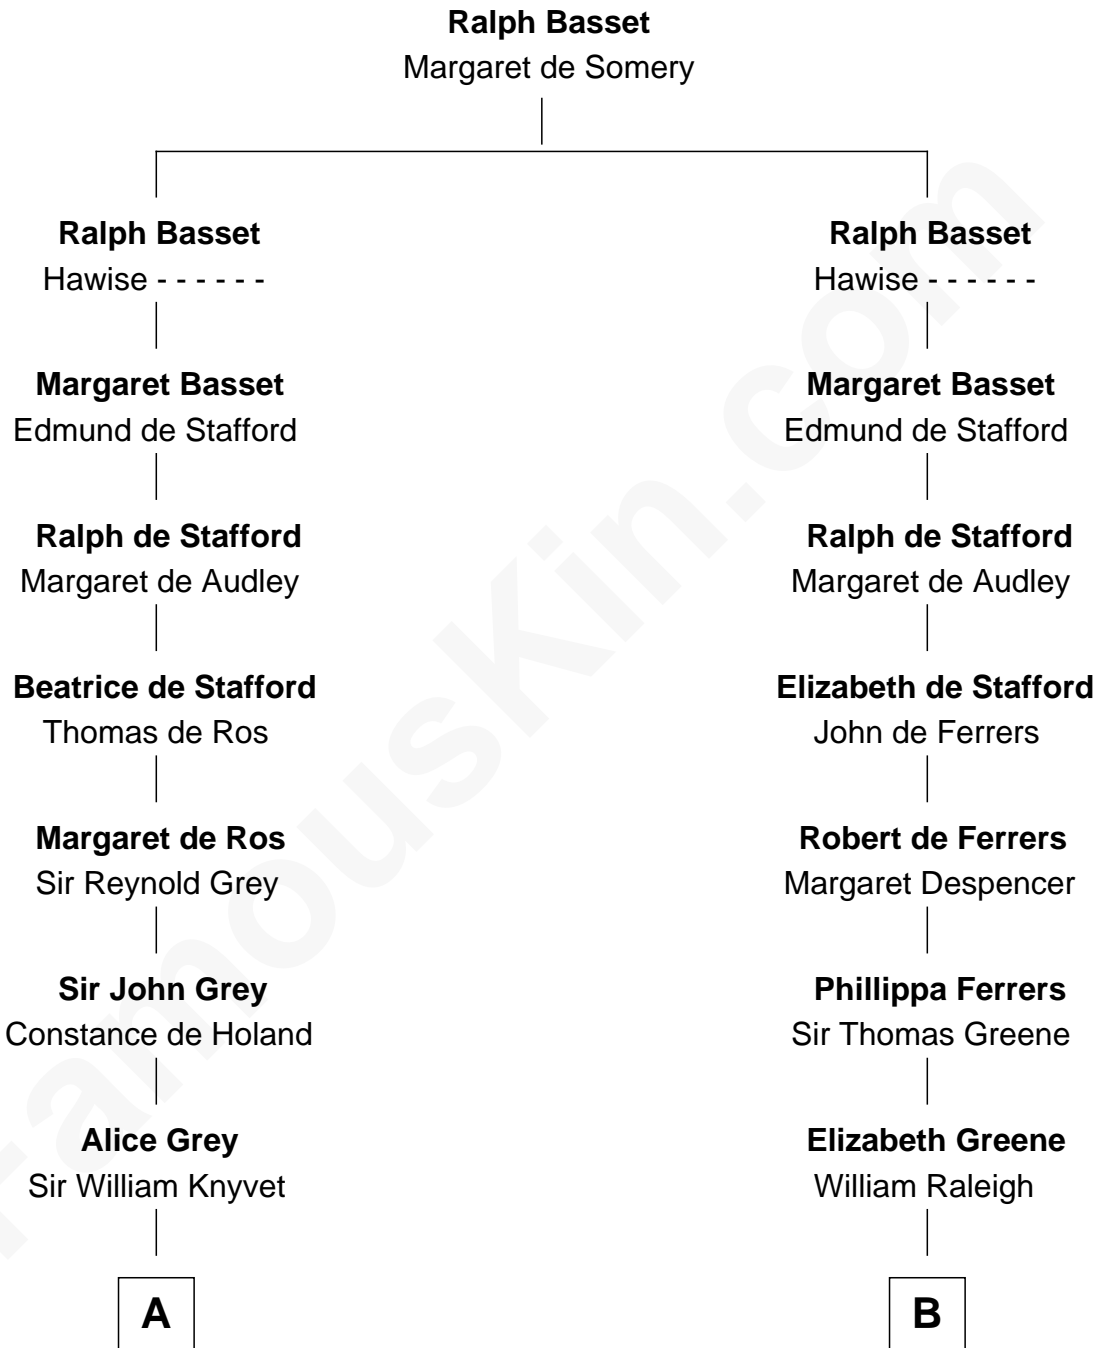 Ralph Basset
Margaret de Somery
Ralph Basset
Hawise - - - - - -
Margaret Basset
Edmund de Stafford
Ralph de Stafford
Margaret de Audley
Beatrice de Stafford
Thomas de Ros
Margaret de Ros
Sir Reynold Grey
Sir John Grey
Constance de Holand
Alice Grey
Sir William Knyvet
A
Ralph Basset
Hawise - - - - - -
Margaret Basset
Edmund de Stafford
Ralph de Stafford
Margaret de Audley
Elizabeth de Stafford
John de Ferrers
Robert de Ferrers
Margaret Despencer
Phillippa Ferrers
Sir Thomas Greene
Elizabeth Greene
William Raleigh
B
FamousKin.com